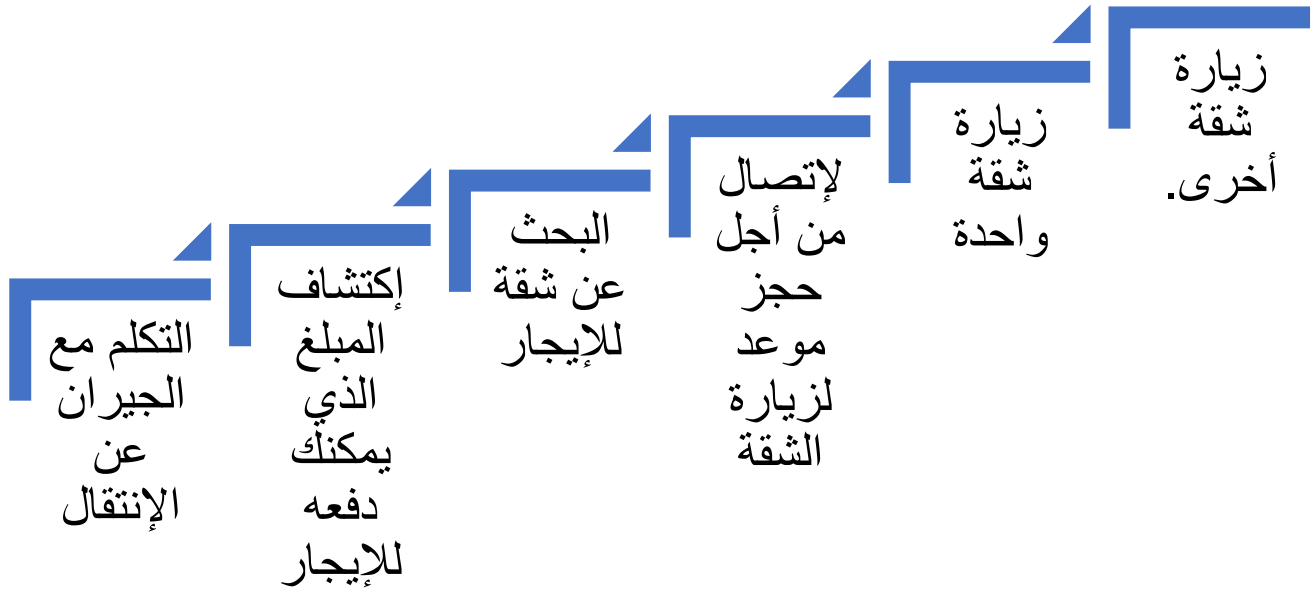 التكلم مع
الجيران
عن
الإنتقال
إكتشاف
المبلغ
الذي
يمكنك
دفعه
للإيجار
البحث
عن شقة
للإيجار
لإتصال
من أجل
حجز
موعد
لزيارة
الشقة
زيارة
شقة
واحدة
زيارة
شقة
أخرى.